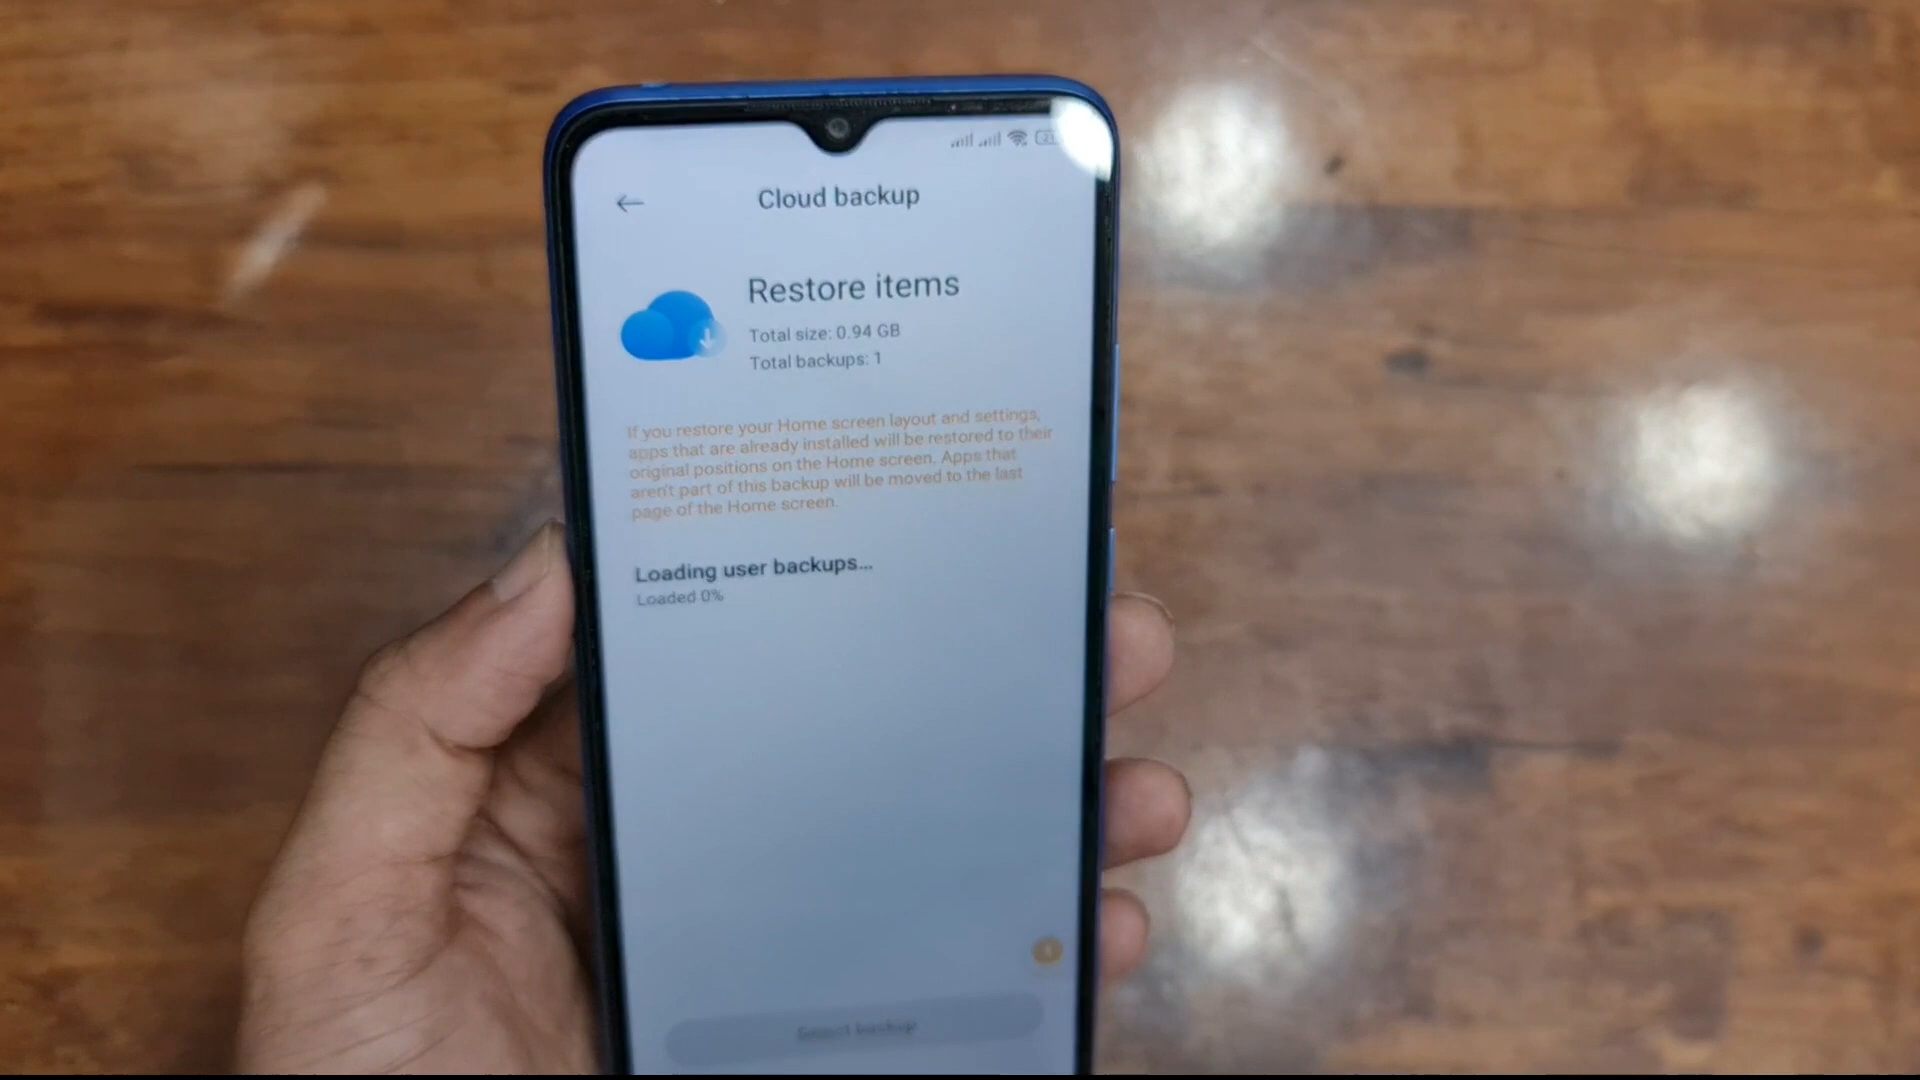 Cloud backup
Restore items
Total size: 0.94 GB
Total backups: 1
If you restore your Home screen layout and settings,
apps that are already installed will be restored to their
original positions on the Home screen. Apps that
aren't part of this backup will be moved to the last
page of the Home screen.
Loading user backups...
Loaded 0%
Select backup